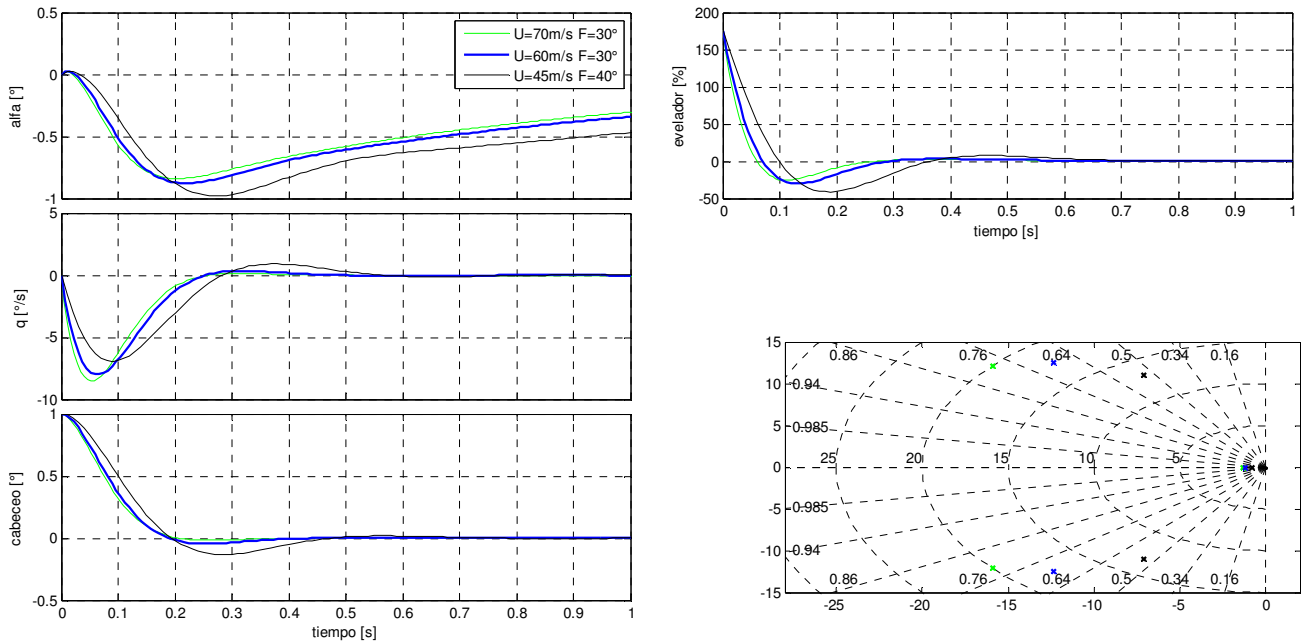 0.5
0
-0.5
-1
alfa [°]
U=70m/s F=30°
U=60m/s F=30°
U=45m/s F=40°
5
0
-5
-10
q [°/s]
1
0.5
0
-0.5
cabeceo [°]
0 0.1 0.2 0.3 0.4 0.5 0.6 0.7 0.8 0.9 1
tiempo [s]
200
150
100
50
0
-50
evelador [%]
0 0.1 0.2 0.3 0.4 0.5 0.6 0.7 0.8 0.9 1
tiempo [s]
15
10
5
0
-5
-10
-15
0.86 0.76 0.64 0.5 0.34 0.16
0.94
0.985
25 20 15 10 5
0.985
0.94
0.86 0.76 0.64 0.5 0.34 0.16
-25 -20 -15 -10 -5 0